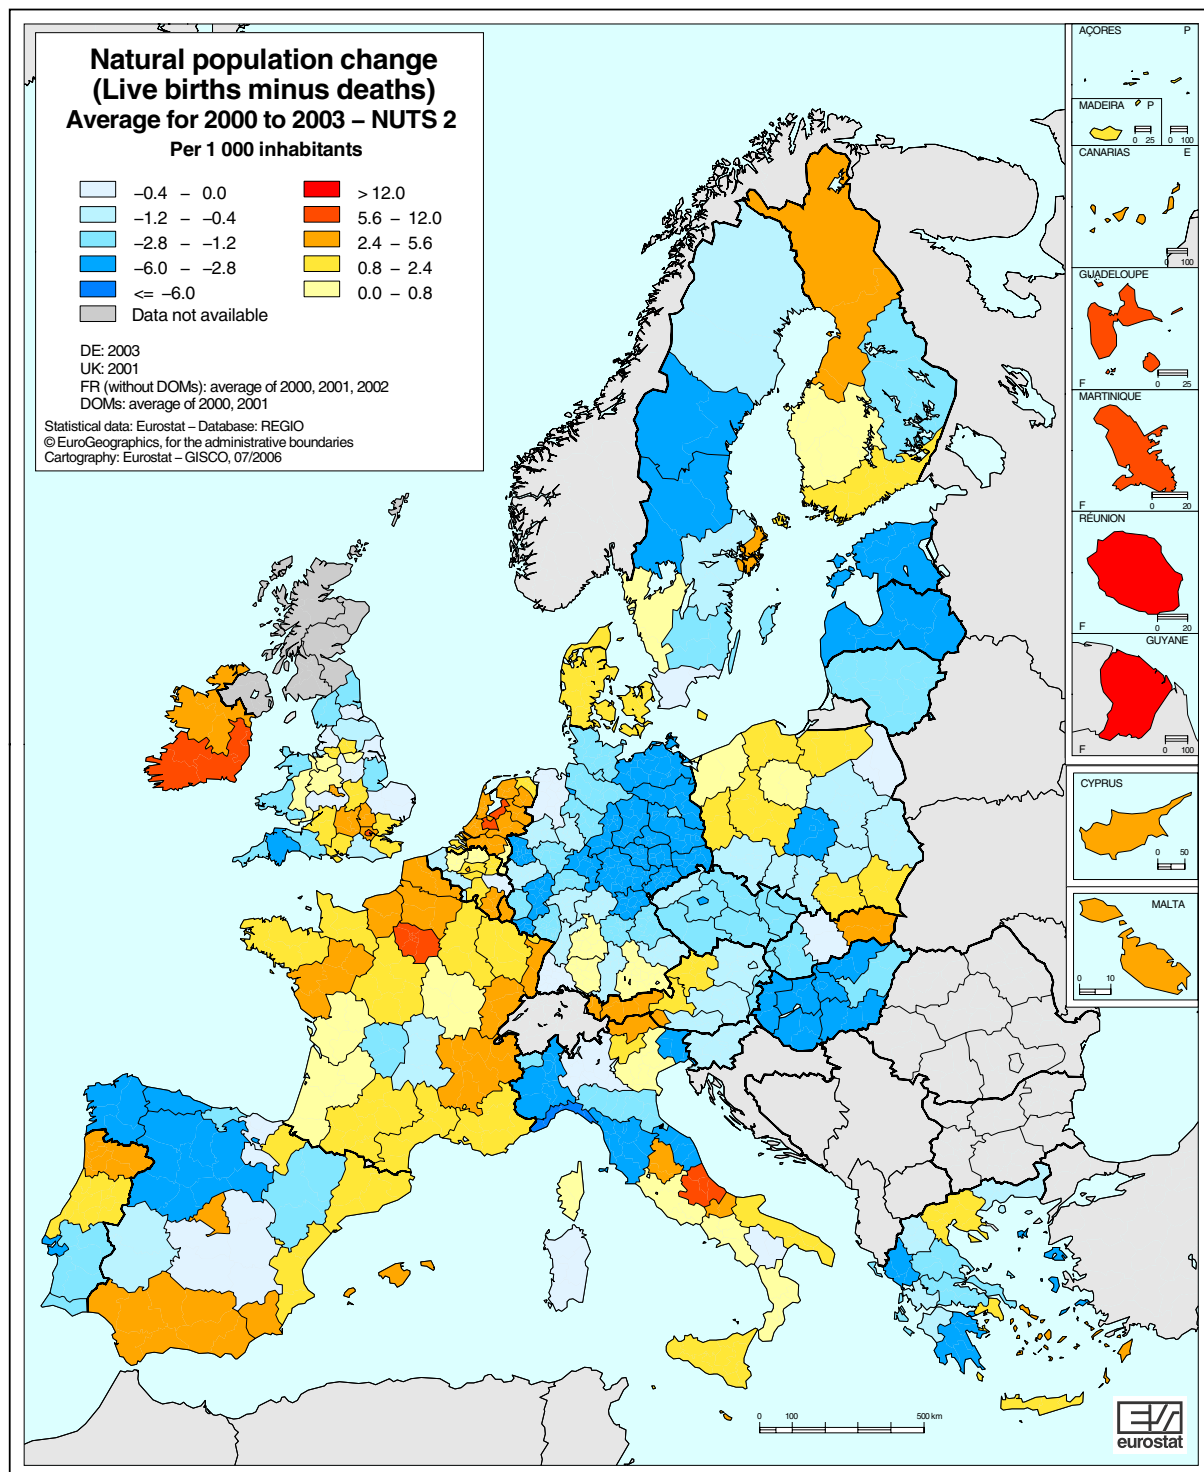 Natural population change
(Live births minus deaths)
Average for 2000 to 2003 – NUTS 2
Per 1 000 inhabitants
−0.4 – 0.0
−1.2 – −0.4
−2.8 – −1.2
−6.0 – −2.8
<= −6.0
Data not available
> 12.0
5.6 – 12.0
2.4 – 5.6
0.8 – 2.4
0.0 – 0.8
DE: 2003
UK: 2001
FR (without DOMs): average of 2000, 2001, 2002
DOMs: average of 2000, 2001
Statistical data: Eurostat – Database: REGIO
© EuroGeographics, for the administrative boundaries
Cartography: Eurostat – GISCO, 07/2006
AÇORES P
MADEIRA P
0 25 0 100
CANARIAS E
0 100
GUADELOUPE
F 0 25
MARTINIQUE
F 0 20
RÉUNION
F 0 20
GUYANE
F 0 100
CYPRUS
0 50
MALTA
0 10
0 100 500 km
eurostat